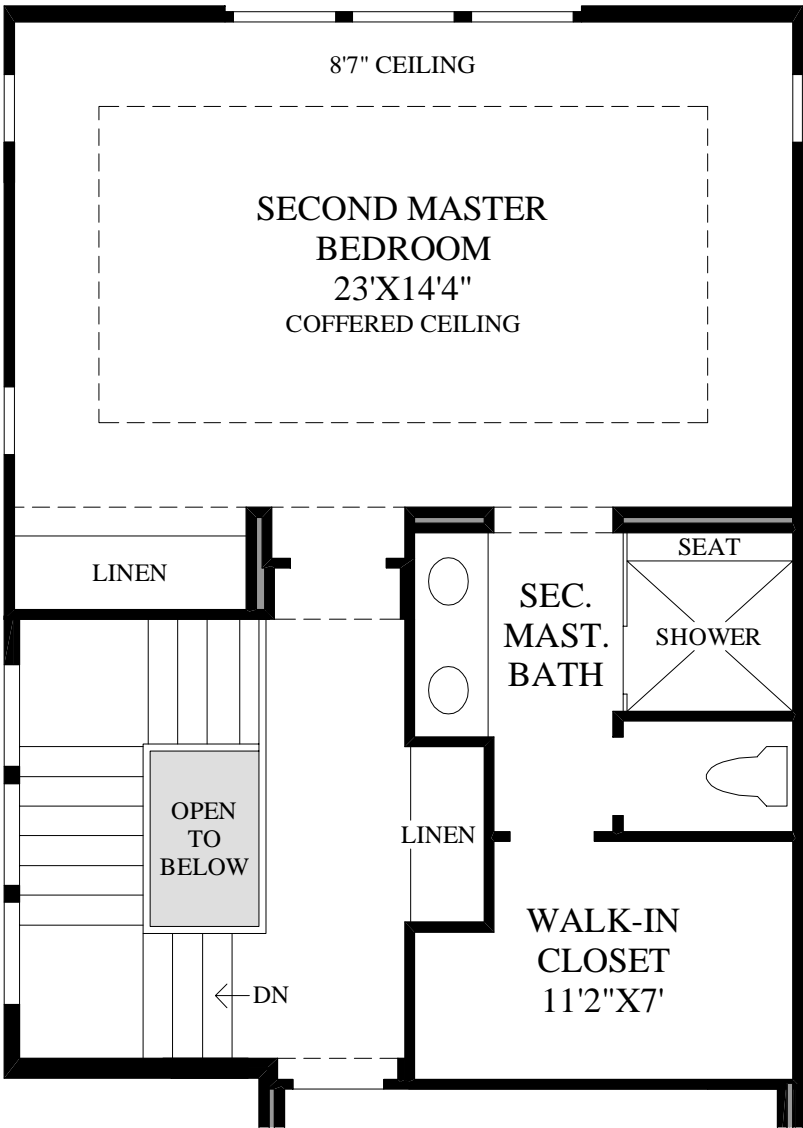 8'7" CEILING
SECOND MASTER
BEDROOM
23'X14'4"
COFFERED CEILING
LINEN
SEAT
SEC.
MAST.
BATH
SHOWER
OPEN
TO
BELOW
LINEN
WALK-IN
CLOSET
11'2"X7'
DN